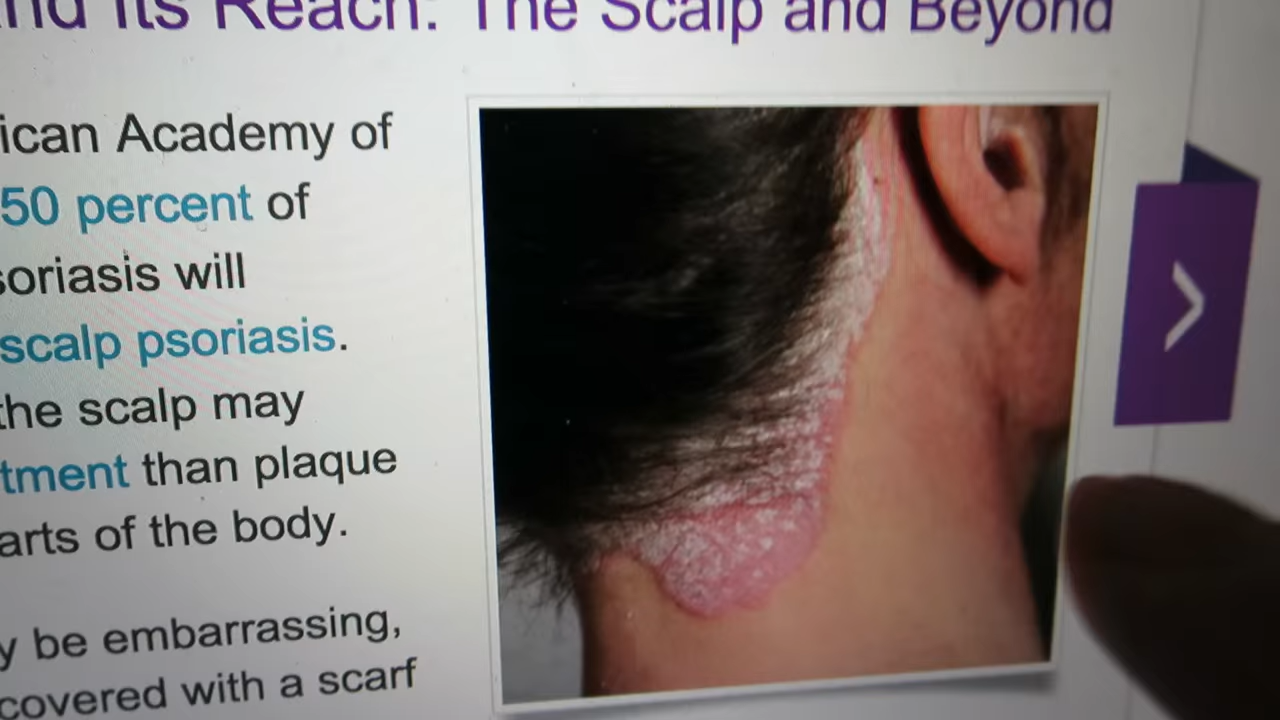 nd Its Reach: The Scalp and Beyond
ican Academy of
50 percent of
soriasis will
scalp psoriasis.
the scalp may
tment than plaque
arts of the body.
y be embarrassing,
covered with a scarf